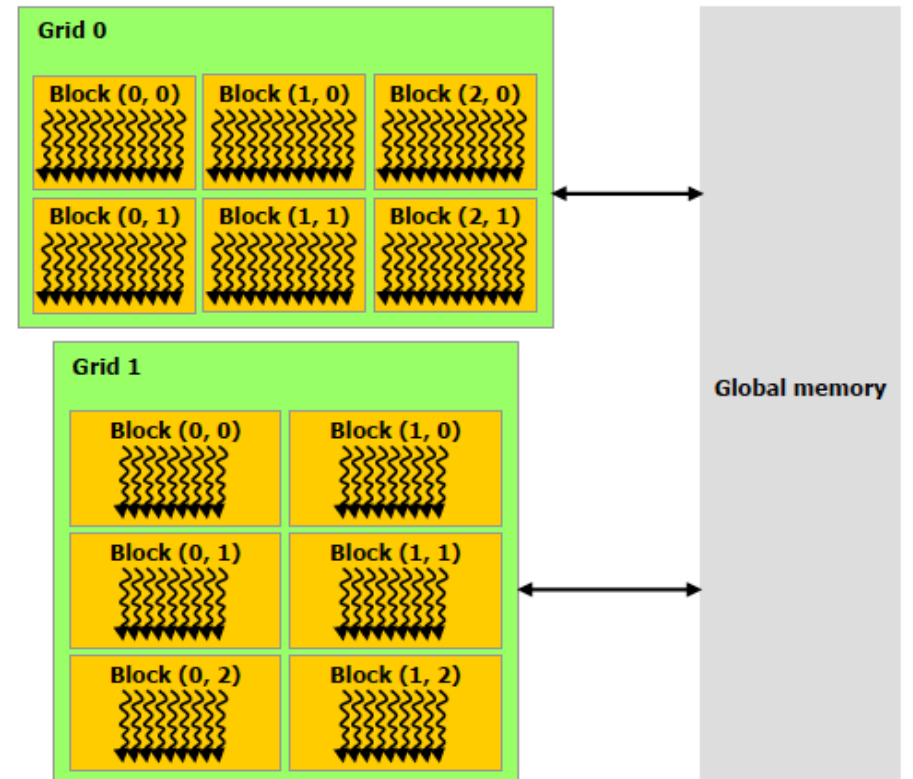 Grid 0
Block (0, 0) Block (1, 0) Block (2, 0)
Block (0, 1) Block (1, 1) Block (2, 1)
Grid 1
Global memory
Block (0, 0) Block (1, 0)
Block (0, 1) Block (1, 1)
Block (0, 2) Block (1, 2)